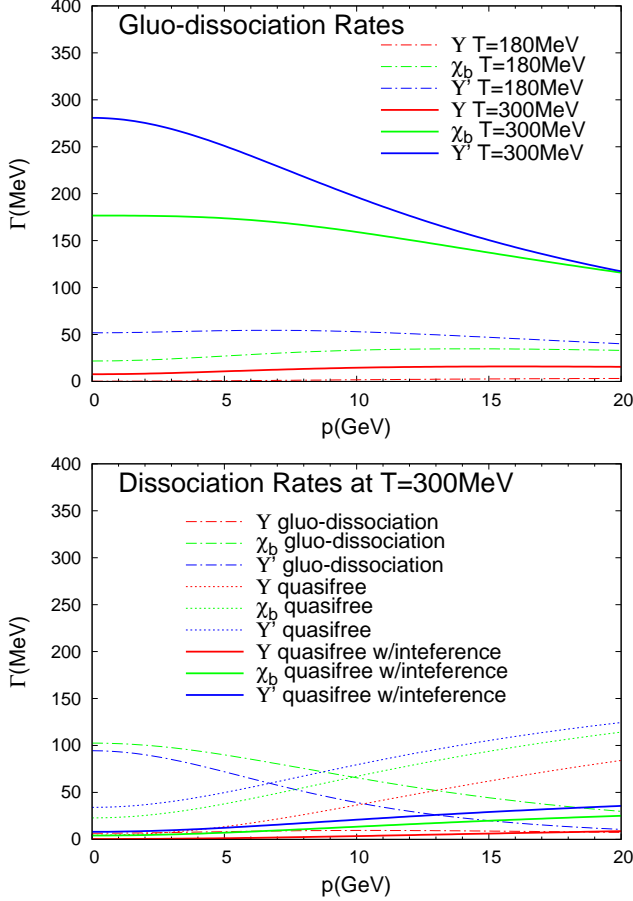 Gluo-dissociation Rates
Υ T=180MeV
χb T=180MeV
Υ' T=180MeV
Υ T=300MeV
χb T=300MeV
Υ' T=300MeV
400
350
300
250
200
150
100
50
0
Γ(MeV)
0 5 10 15 20
p(GeV)
Dissociation Rates at T=300MeV
Υ gluo-dissociation
χb gluo-dissociation
Υ' gluo-dissociation
Υ quasifree
χb quasifree
Υ' quasifree
Υ quasifree w/inteference
χb quasifree w/inteference
Υ' quasifree w/inteference
400
350
300
250
200
150
100
50
0
Γ(MeV)
0 5 10 15 20
p(GeV)